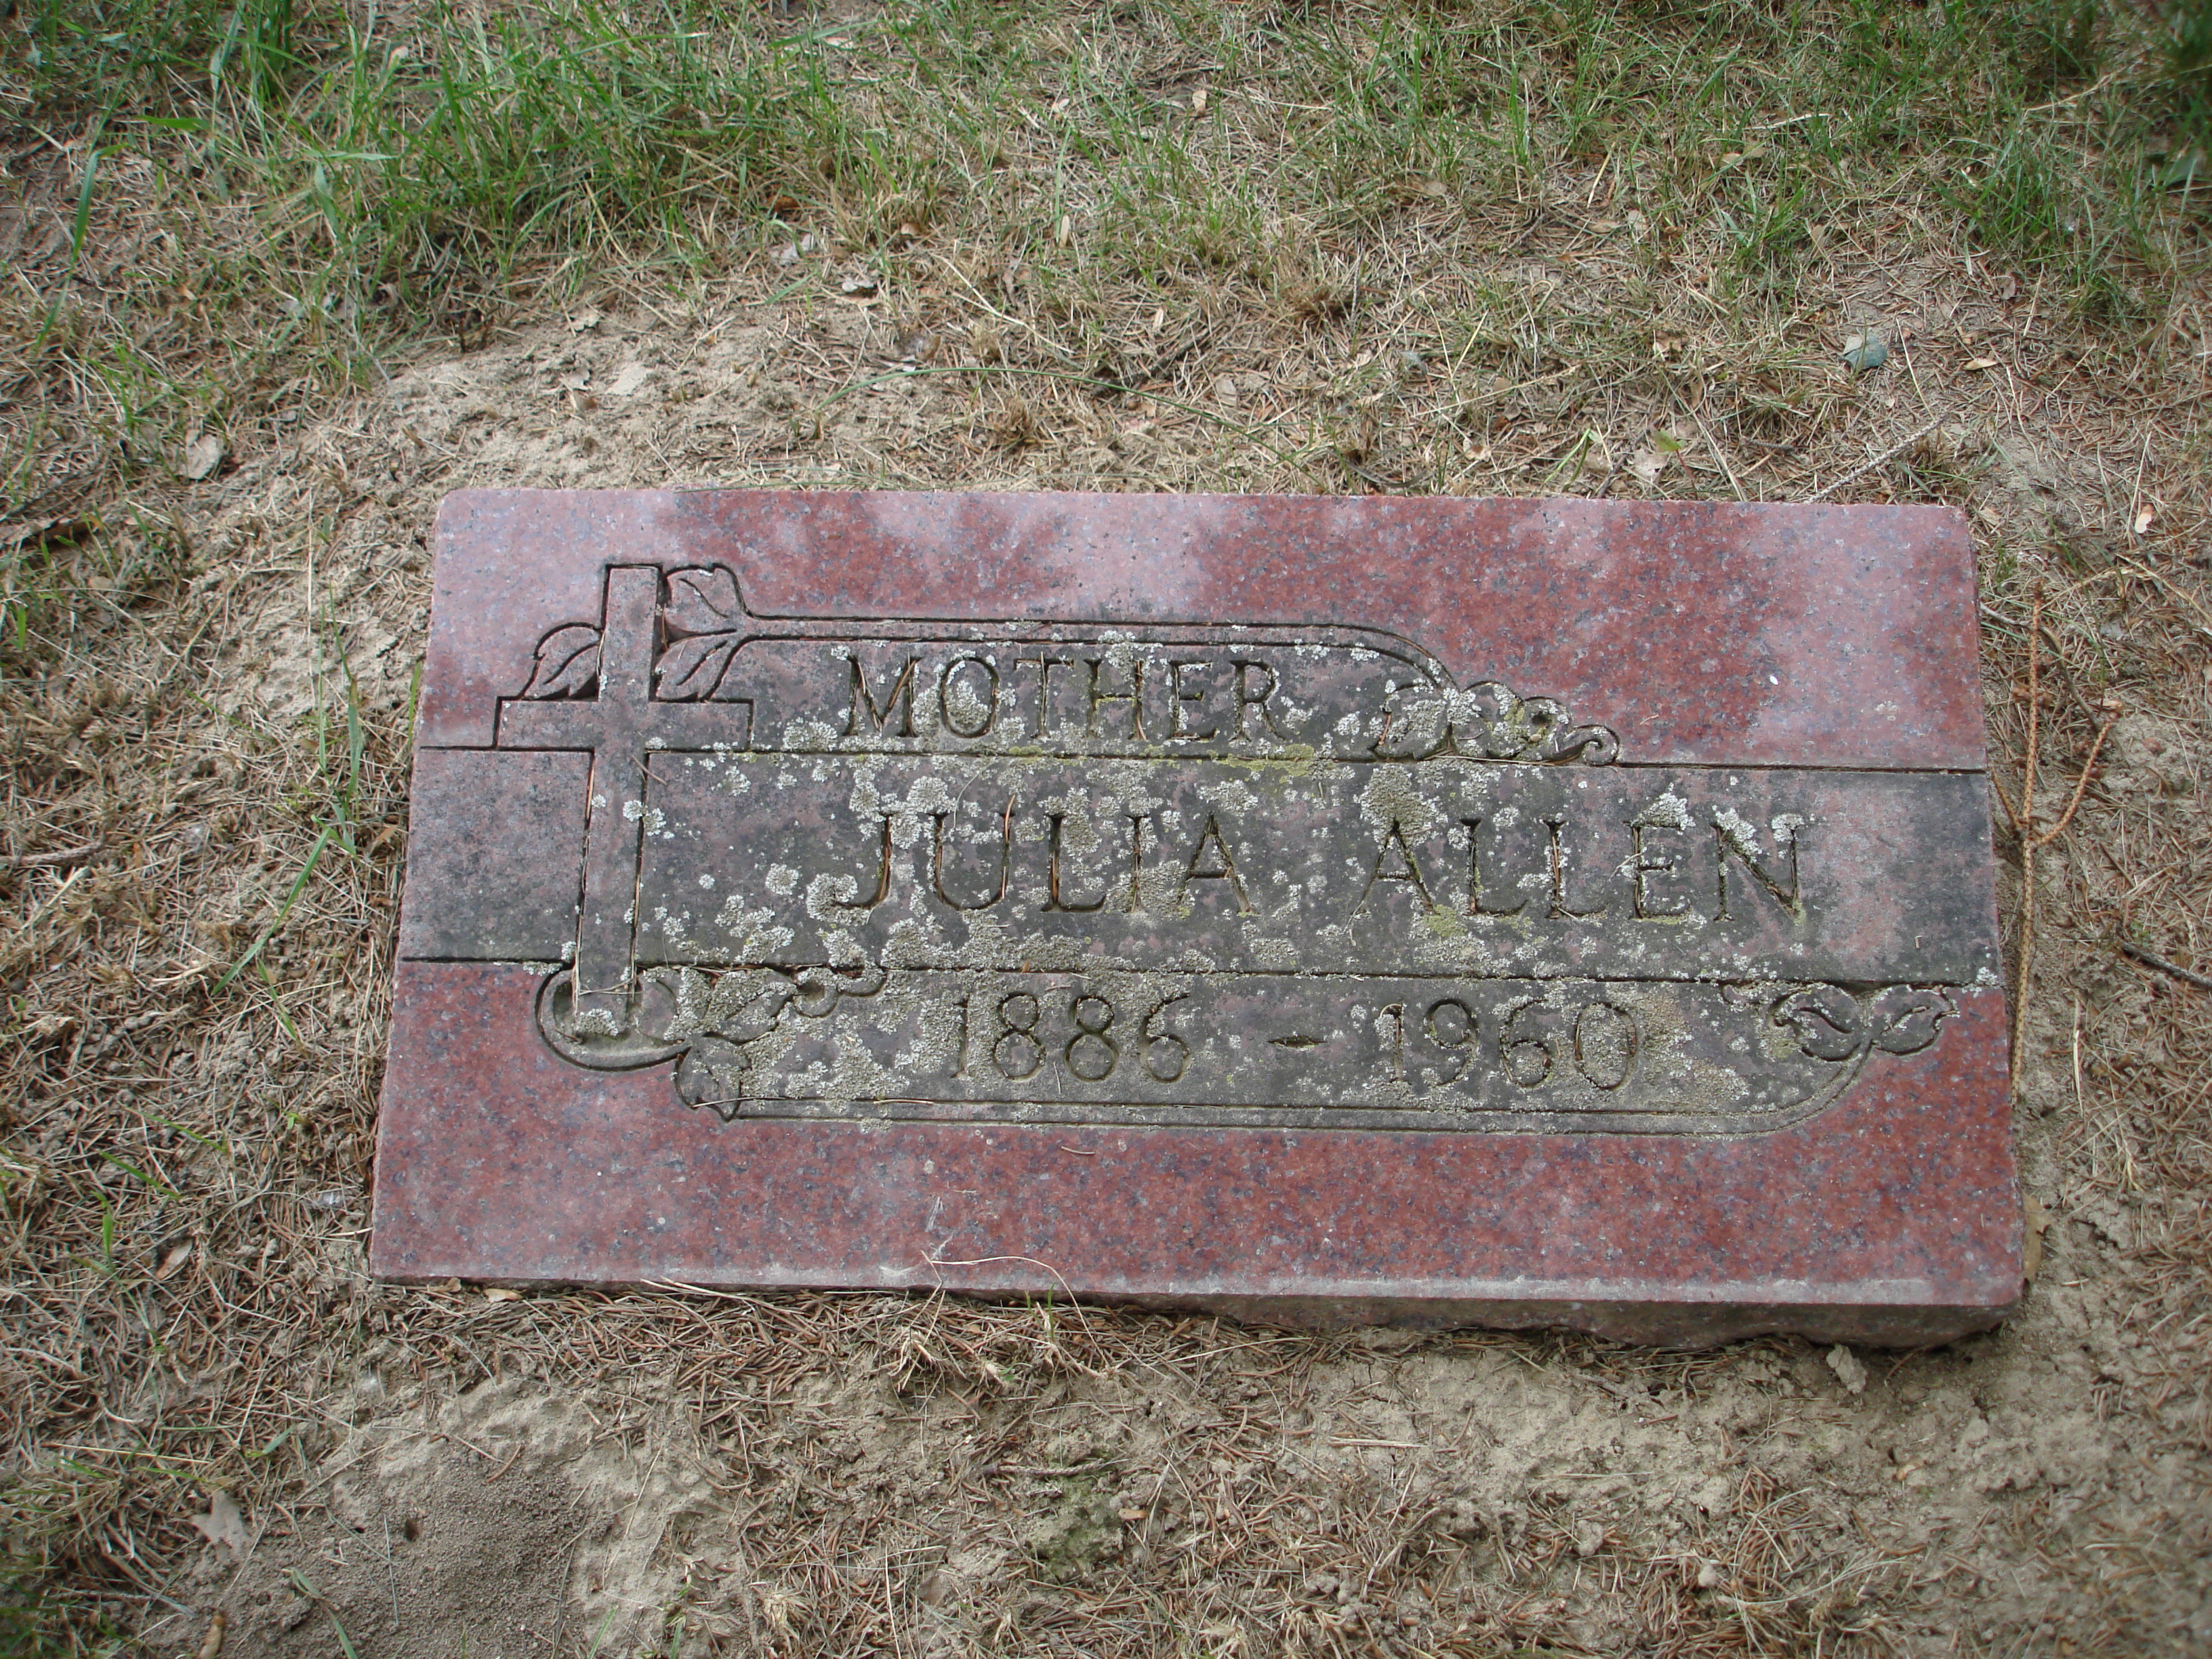 MOTHER
JULIA ALLEN
1886 - 1960